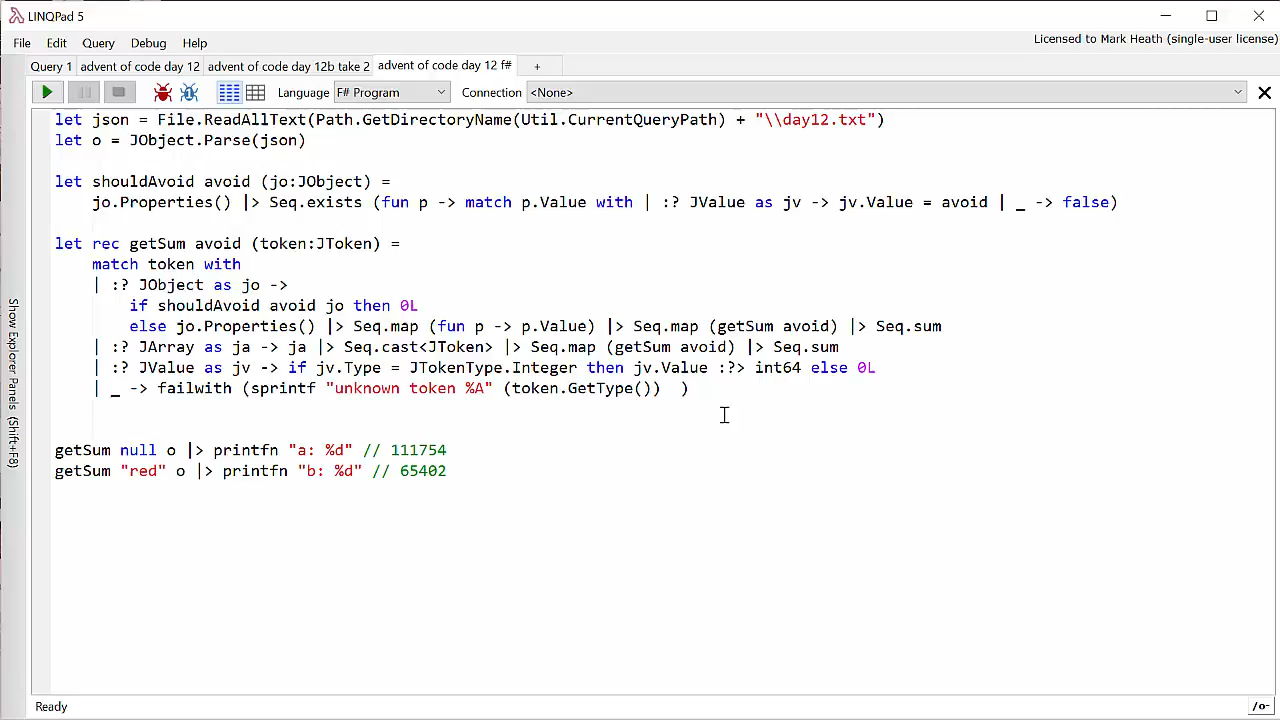 LINQPad 5
File Edit Query Debug Help
Licensed to Mark Heath (single-user license)
Query 1 advent of code day 12 advent of code day 12b take 2 advent of code day 12 f# +
Language F# Program Connection <None>
let json = File.ReadAllText(Path.GetDirectoryName(Util.CurrentQueryPath) + "\\day12.txt")
let o = JObject.Parse(json)
let shouldAvoid avoid (jo:JObject) =
    jo.Properties() |> Seq.exists (fun p -> match p.Value with | :? JValue as jv -> jv.Value = avoid | _ -> false)
let rec getSum avoid (token:JToken) =
    match token with
    | :? JObject as jo ->
        if shouldAvoid avoid jo then 0L
        else jo.Properties() |> Seq.map (fun p -> p.Value) |> Seq.map (getSum avoid) |> Seq.sum
    | :? JArray as ja -> ja |> Seq.cast<JToken> |> Seq.map (getSum avoid) |> Seq.sum
    | :? JValue as jv -> if jv.Type = JTokenType.Integer then jv.Value :?> int64 else 0L
    | _ -> failwith (sprintf "unknown token %A" (token.GetType())  )
getSum null o |> printfn "a: %d" // 111754
getSum "red" o |> printfn "b: %d" // 65402
Show Explorer Panels (Shift+F8)
Ready
/o-